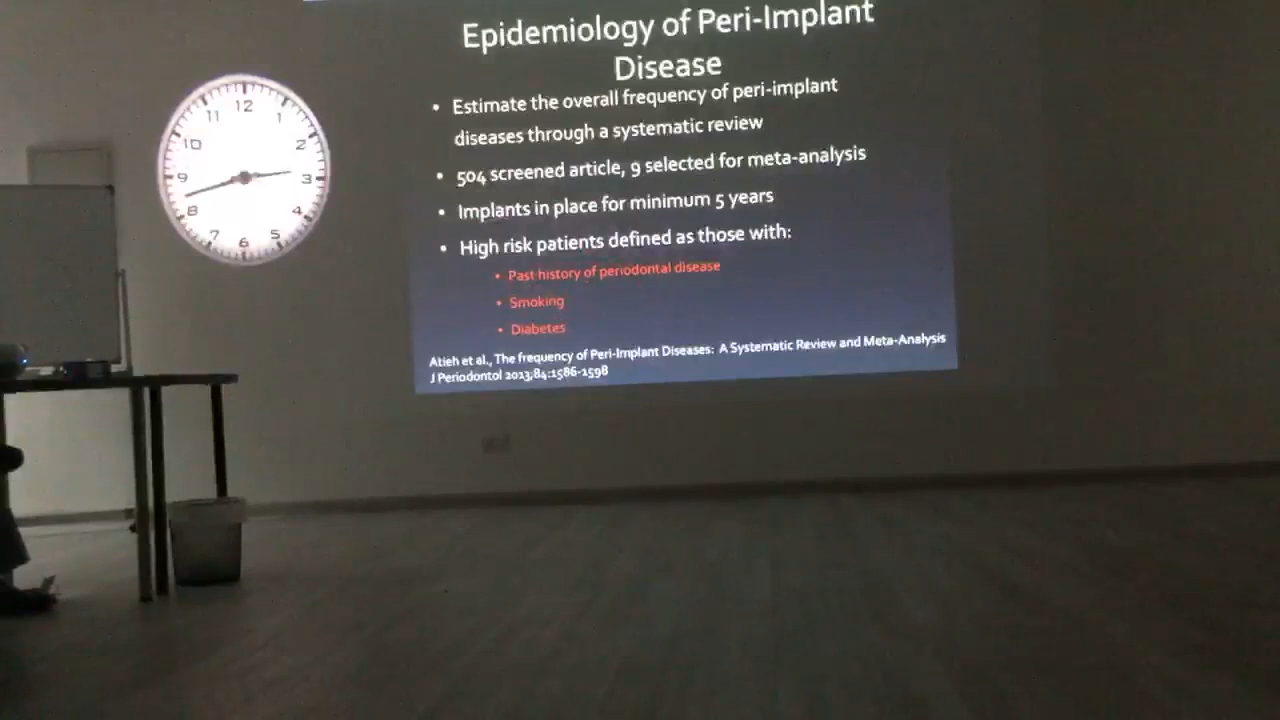 Epidemiology of Peri-Implant
Disease
• Estimate the overall frequency of peri-implant
diseases through a systematic review
• 504 screened article, 9 selected for meta-analysis
• Implants in place for minimum 5 years
• High risk patients defined as those with:
• Past history of periodontal disease
• Smoking
• Diabetes
Atieh et al., The frequency of Peri-Implant Diseases: A Systematic Review and Meta-Analysis
J Periodontol 2013;84:1586-1598
12
1
2
3
4
5
6
7
8
9
10
11